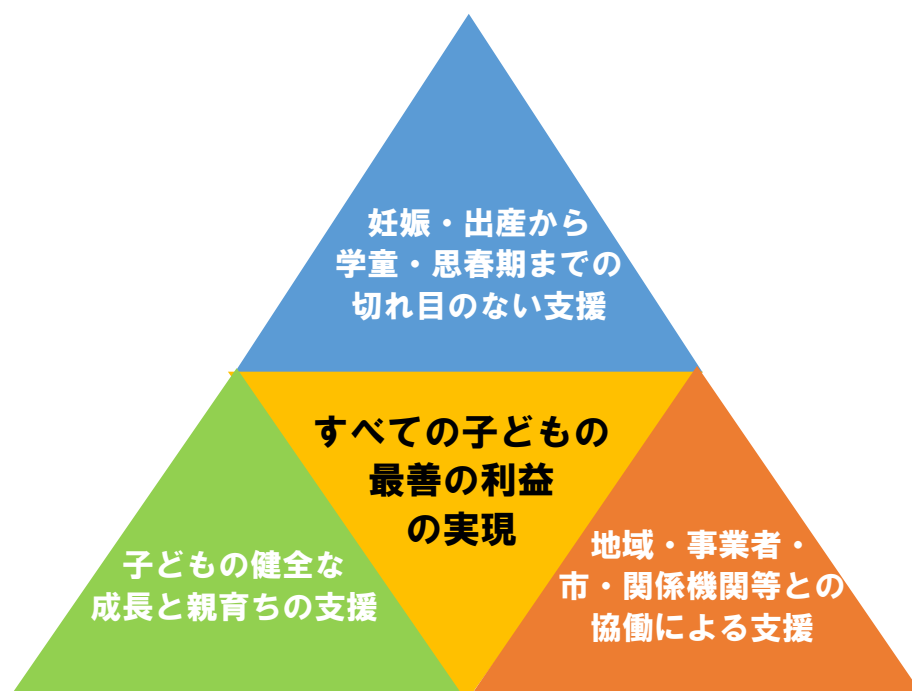 妊娠・出産から
学童・思春期までの
切れ目のない支援
すべての子どもの
最善の利益
の実現
子どもの健全な
成長と親育ちの支援
地域・事業者・
市・関係機関等との
協働による支援